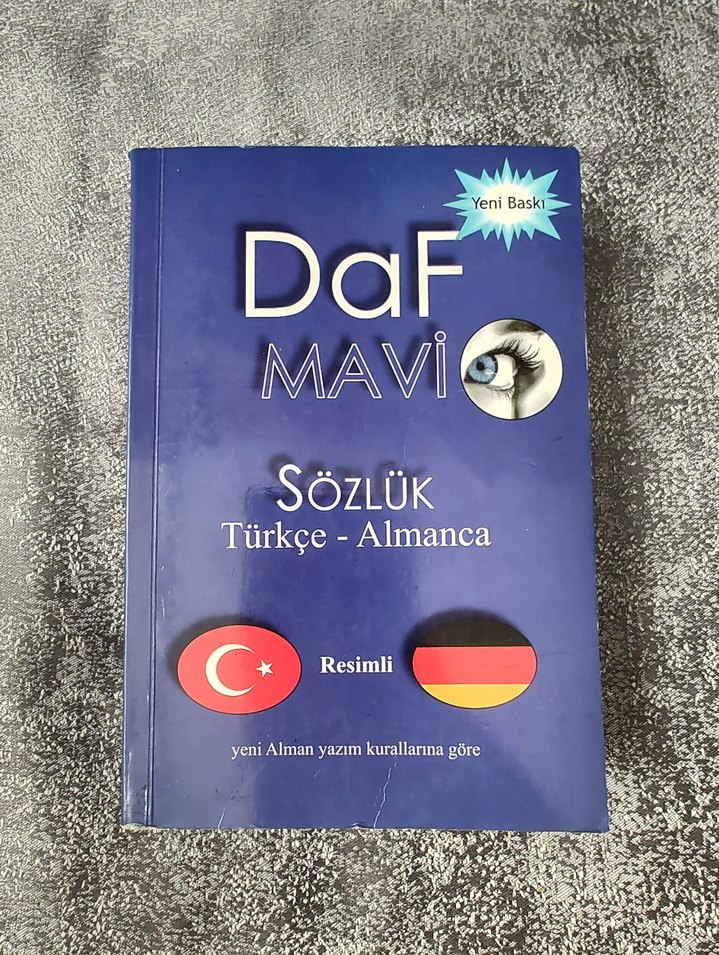 Yeni Baskı
DaF
MAVİ
SÖZLÜK
Türkçe - Almanca
Resimli
yeni Alman yazım kurallarına göre